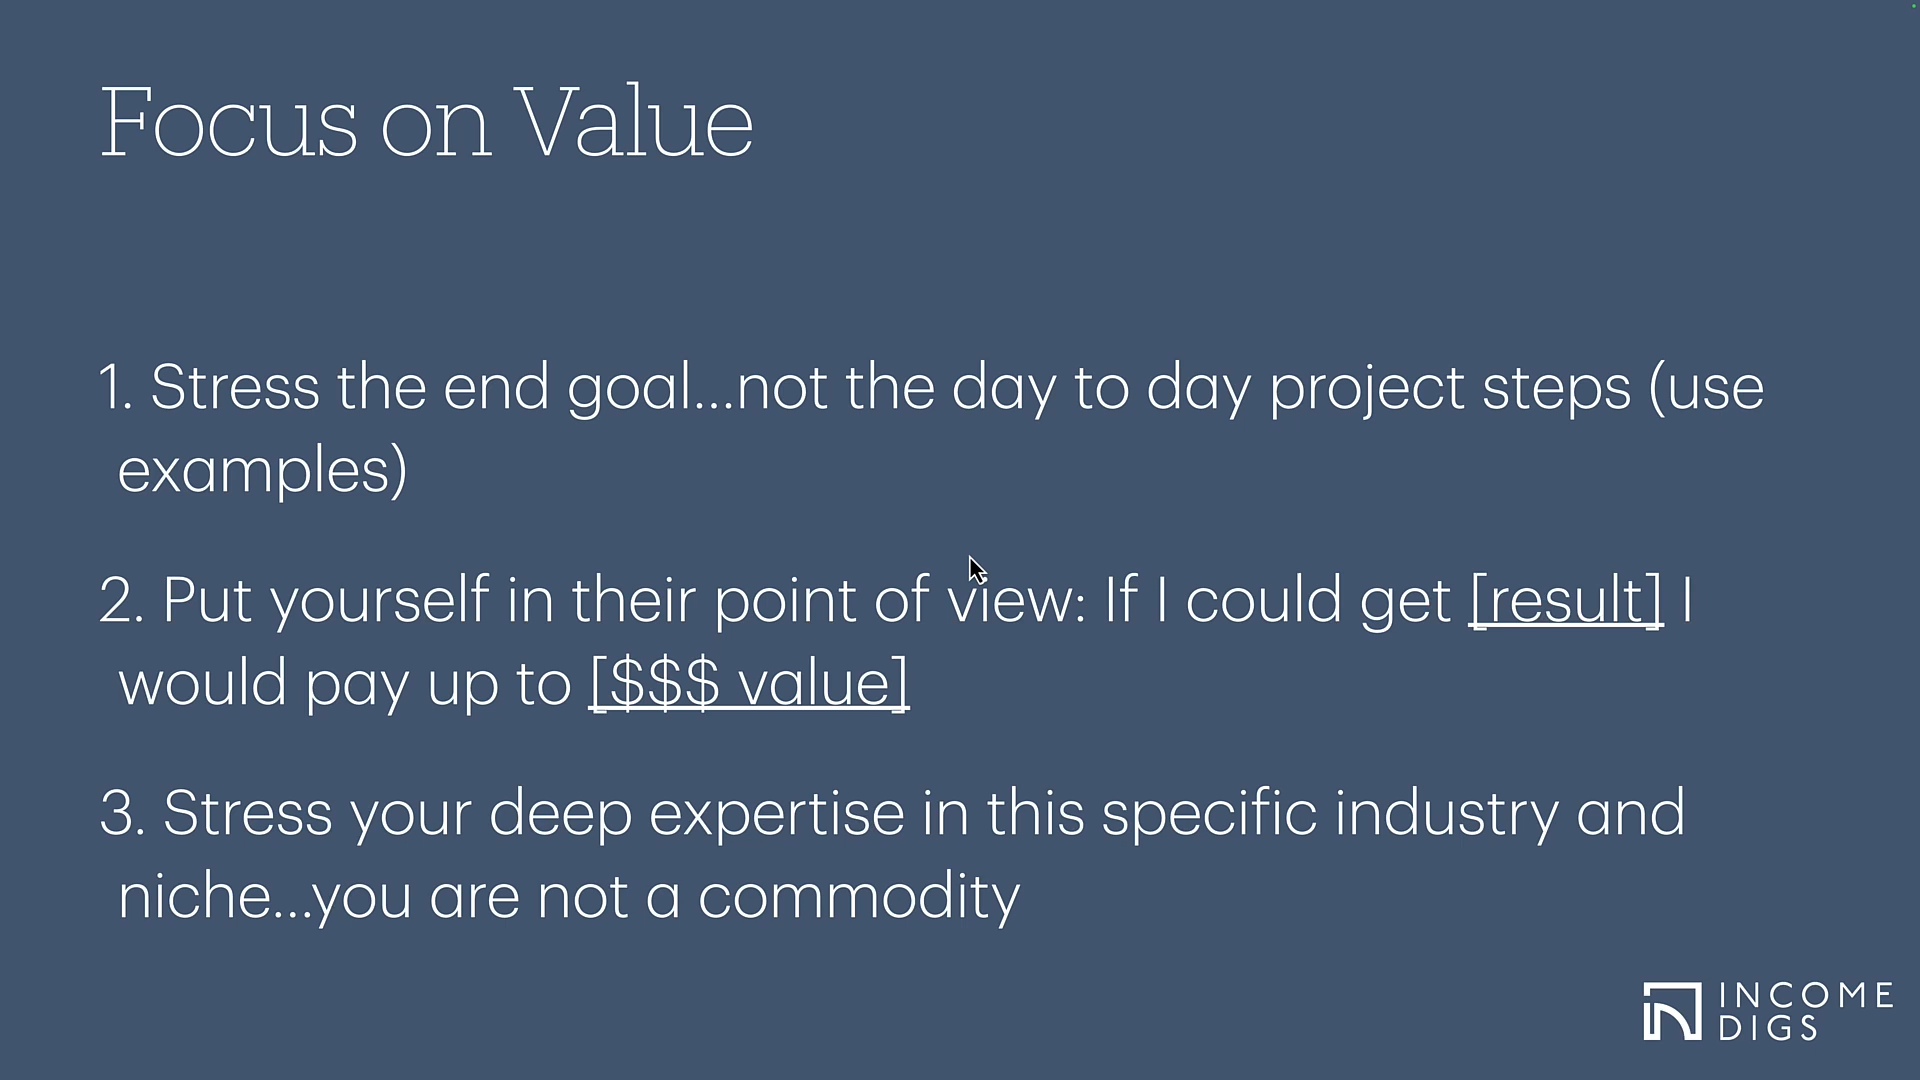 Focus on Value
1. Stress the end goal...not the day to day project steps (use
examples)
2. Put yourself in their point of view: If I could get [result] I
would pay up to [$$$ value]
3. Stress your deep expertise in this specific industry and
niche...you are not a commodity
INCOME
DIGS